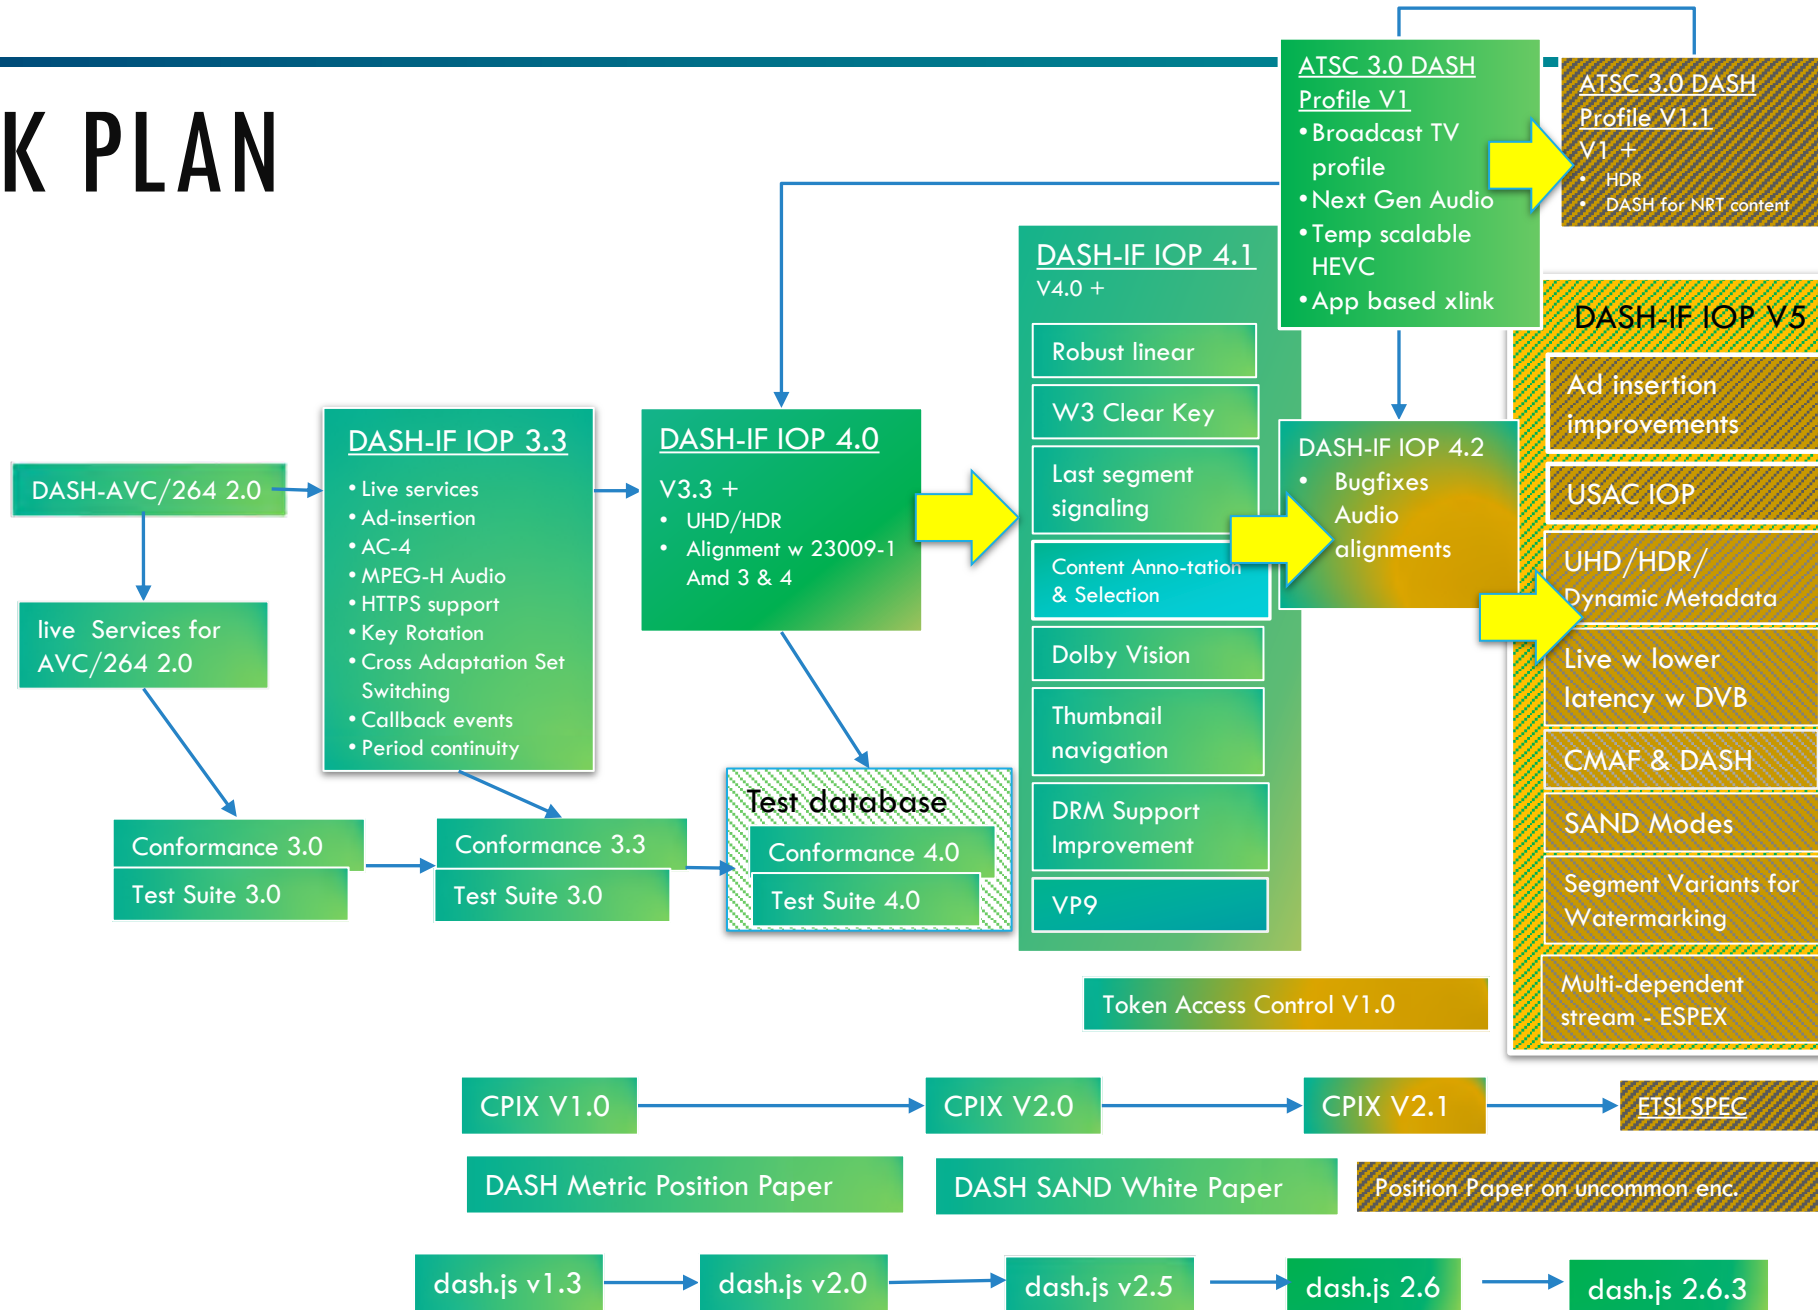 K PLAN
ATSC 3.0 DASH
Profile V1
• Broadcast TV
profile
• Next Gen Audio
• Temp scalable
HEVC
• App based xlink
ATSC 3.0 DASH
Profile V1.1
V1 +
• HDR
• DASH for NRT content
DASH-AVC/264 2.0
live Services for
AVC/264 2.0
DASH-IF IOP 3.3
• Live services
• Ad-insertion
• AC-4
• MPEG-H Audio
• HTTPS support
• Key Rotation
• Cross Adaptation Set
Switching
• Callback events
• Period continuity
DASH-IF IOP 4.0
V3.3 +
• UHD/HDR
• Alignment w 23009-1
Amd 3 & 4
DASH-IF IOP 4.1
V4.0 +
Robust linear
W3 Clear Key
Last segment
signaling
Content Anno-tation
& Selection
Dolby Vision
Thumbnail
navigation
DRM Support
Improvement
VP9
DASH-IF IOP 4.2
• Bugfixes
Audio
alignments
DASH-IF IOP V5
Ad insertion
improvements
USAC IOP
UHD/HDR/
Dynamic Metadata
Live w lower
latency w DVB
CMAF & DASH
SAND Modes
Segment Variants for
Watermarking
Multi-dependent
stream - ESPEX
Conformance 3.0
Test Suite 3.0
Conformance 3.3
Test Suite 3.0
Test database
Conformance 4.0
Test Suite 4.0
Token Access Control V1.0
CPIX V1.0
CPIX V2.0
CPIX V2.1
ETSI SPEC
DASH Metric Position Paper
DASH SAND White Paper
Position Paper on uncommon enc.
dash.js v1.3
dash.js v2.0
dash.js v2.5
dash.js 2.6
dash.js 2.6.3